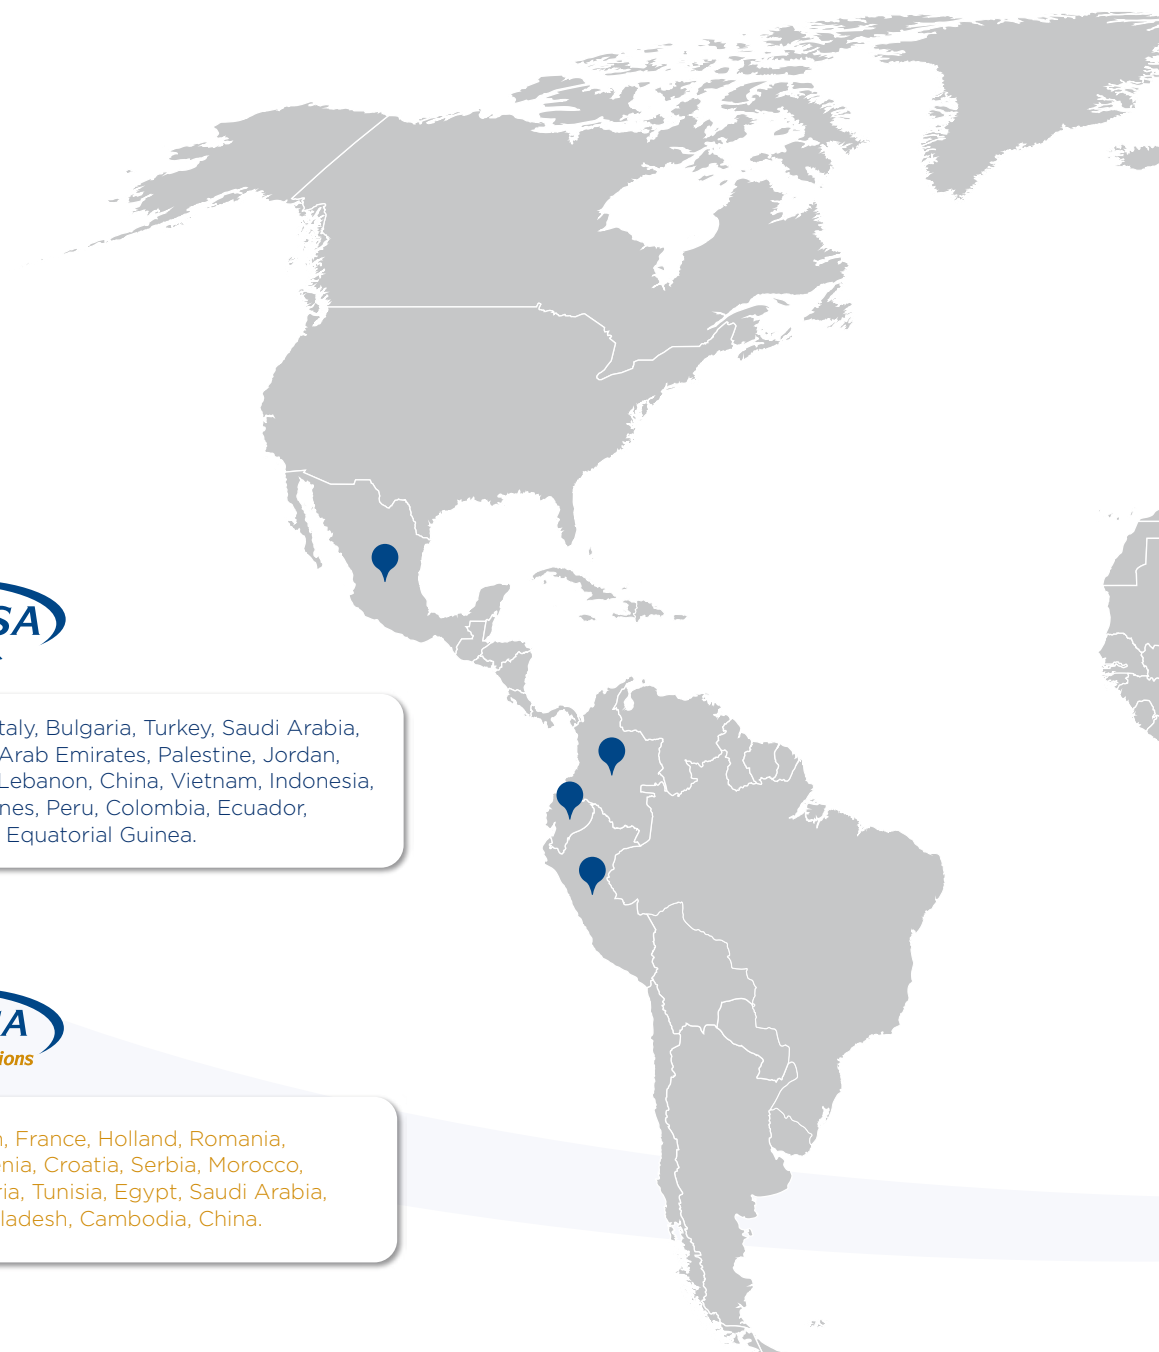 SA
taly, Bulgaria, Turkey, Saudi Arabia,
Arab Emirates, Palestine, Jordan,
Lebanon, China, Vietnam, Indonesia,
nes, Peru, Colombia, Ecuador,
Equatorial Guinea.
IA
ions
, France, Holland, Romania,
nia, Croatia, Serbia, Morocco,
ria, Tunisia, Egypt, Saudi Arabia,
ladesh, Cambodia, China.